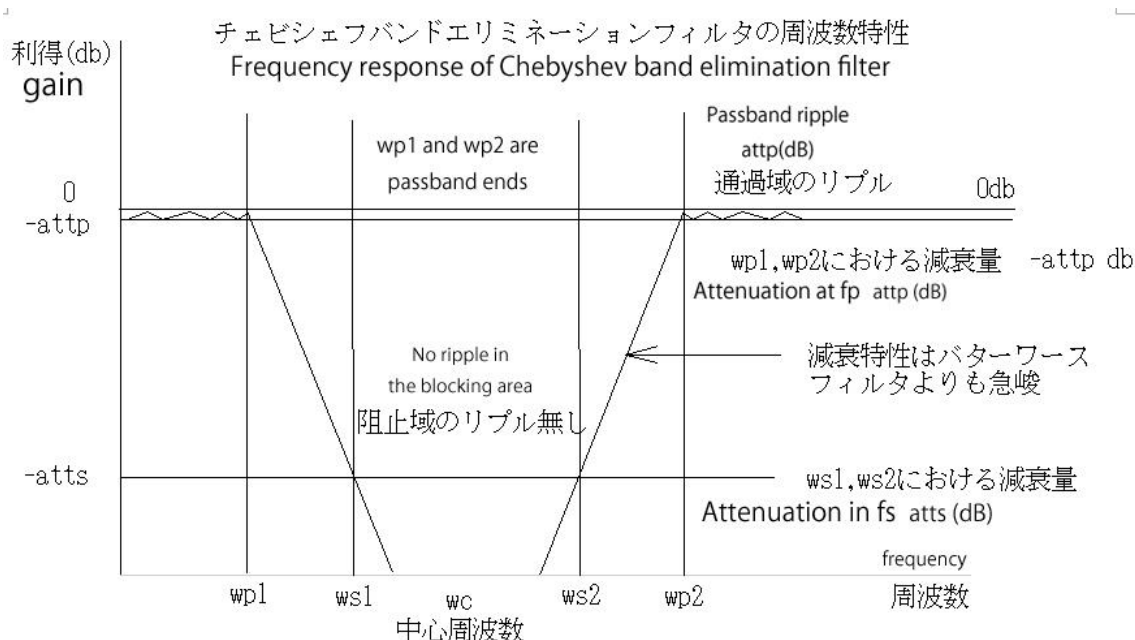 チェビシェフバンドエリミネーションフィルタの周波数特性
Frequency response of Chebyshev band elimination filter
利得(db)
gain
wp1 and wp2 are
passband ends
Passband ripple
attp(dB)
通過域のリプル
0
0db
-attp
wp1,wp2における減衰量 -attp db
Attenuation at fp attp (dB)
No ripple in
the blocking area
阻止域のリプル無し
減衰特性はバターワース
フィルタよりも急峻
-atts
ws1,ws2における減衰量
Attenuation in fs atts (dB)
frequency
周波数
wp1
ws1
wc
ws2
wp2
中心周波数